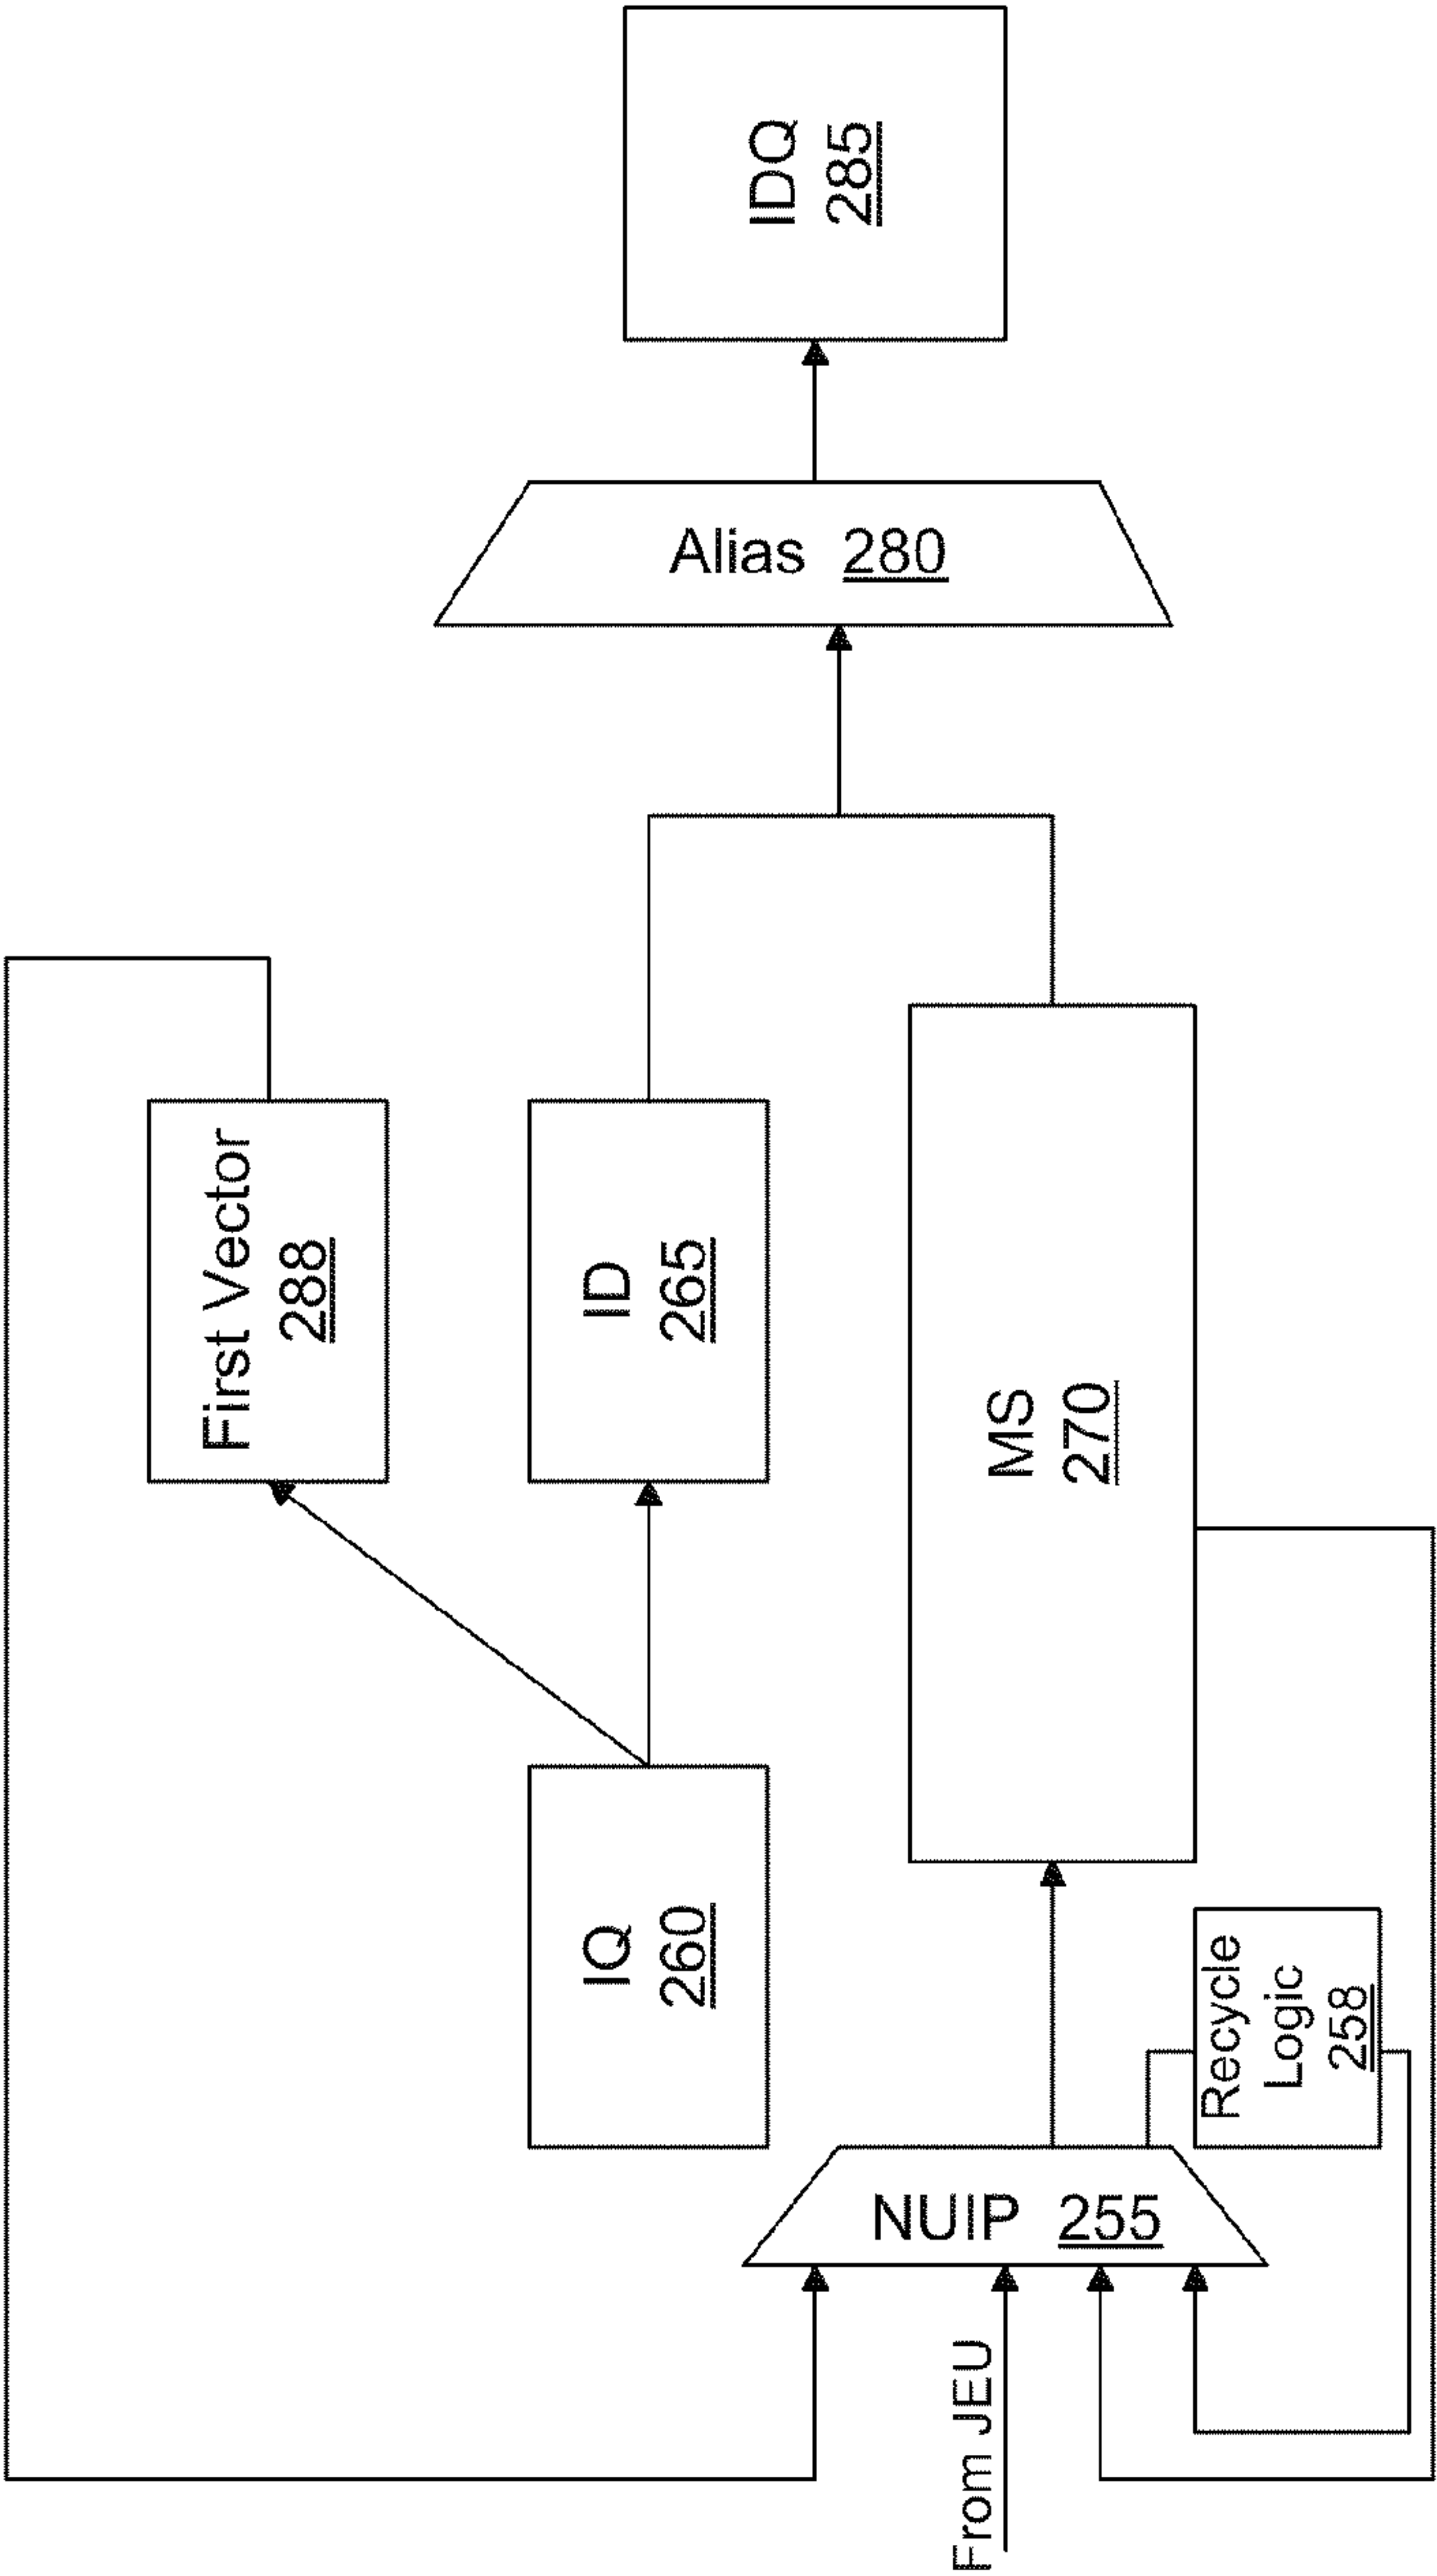 First Vector
288
IQ
260
ID
265
IDQ
285
Alias 280
MS
270
NUIP 255
From JEU
Recycle
Logic
258